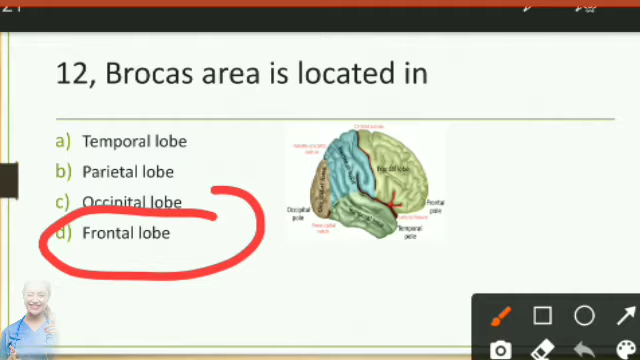 12, Brocas area is located in
a) Temporal lobe
b) Parietal lobe
c) Occipital lobe
d) Frontal lobe
Frontal lobe
Occipital
pole
Frontal
pole
Temporal
pole